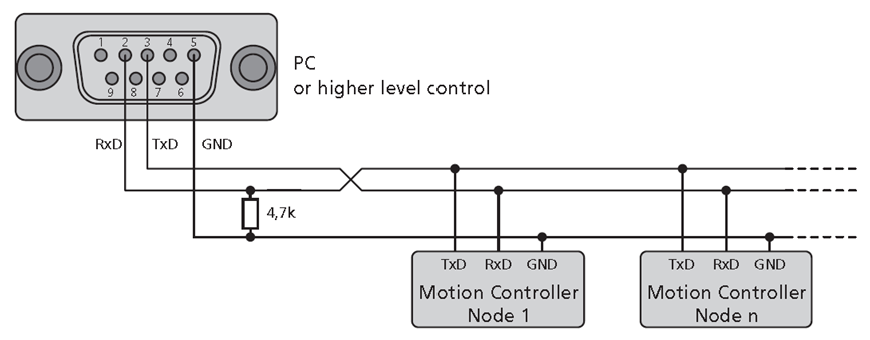 1 2 3 4 5
9 8 7 6
PC
or higher level control
RxD TxD GND
4,7k
TxD RxD GND
Motion Controller
Node 1
TxD RxD GND
Motion Controller
Node n